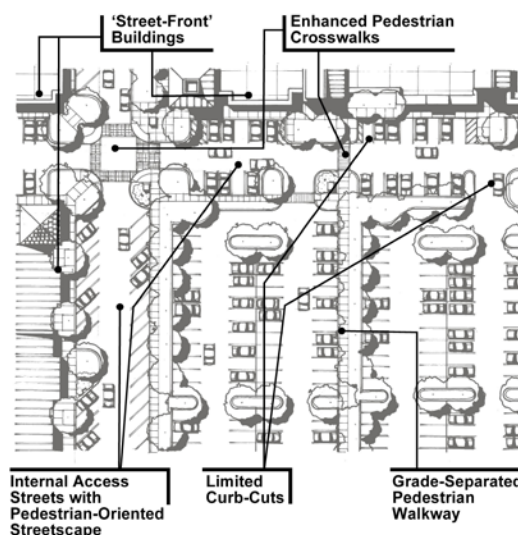 ‘Street-Front’
Buildings
Enhanced Pedestrian
Crosswalks
Internal Access
Streets with
Pedestrian-Oriented
Streetscape
Limited
Curb-Cuts
Grade-Separated
Pedestrian
Walkway